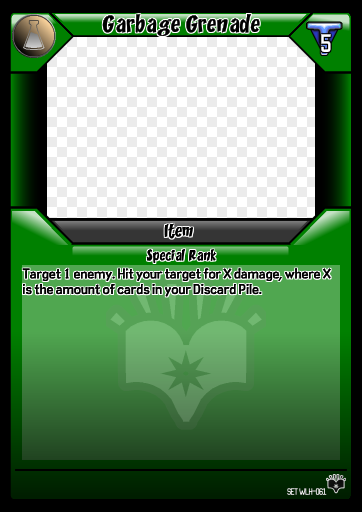 Garbage Grenade
5
Item
Special Rank
Target 1 enemy. Hit your target for X damage, where X
is the amount of cards in your Discard Pile.
SET WLH-061